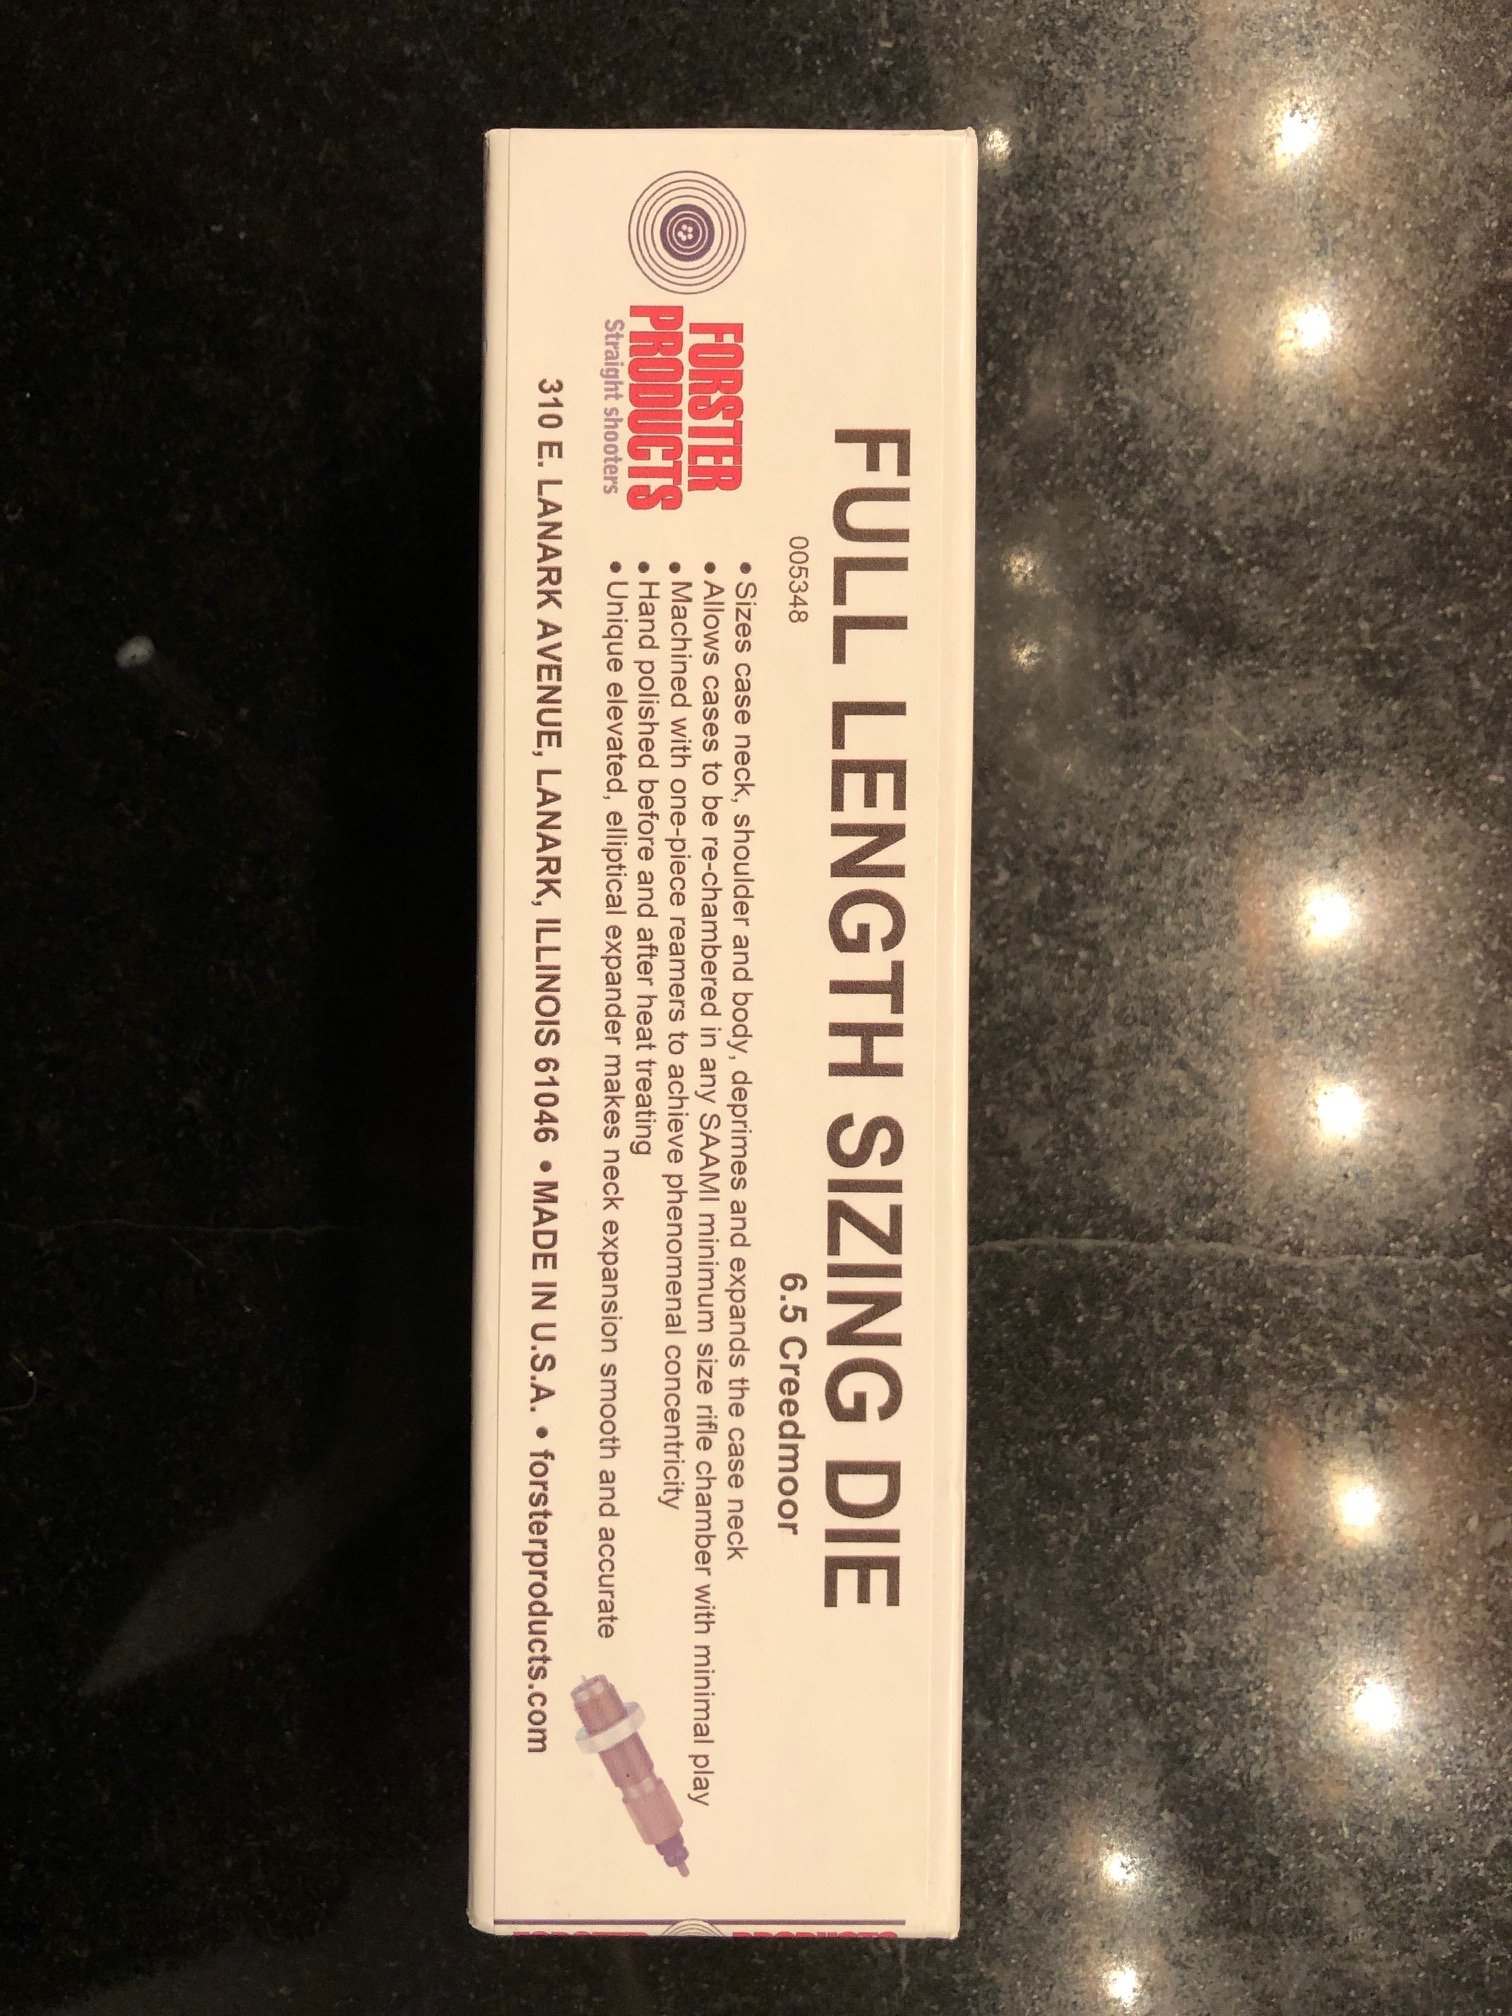 FULL LENGTH SIZING DIE
005348
6.5 Creedmoor
FORSTER
PRODUCTS
Straight shooters
• Sizes case neck, shoulder and body, deprimes and expands the case neck
• Allows cases to be re-chambered in any SAAMI minimum size rifle chamber with minimal play
• Machined with one-piece reamers to achieve phenomenal concentricity
• Hand polished before and after heat treating
• Unique elevated, elliptical expander makes neck expansion smooth and accurate
310 E. LANARK AVENUE, LANARK, ILLINOIS 61046 • MADE IN U.S.A. • forsterproducts.com